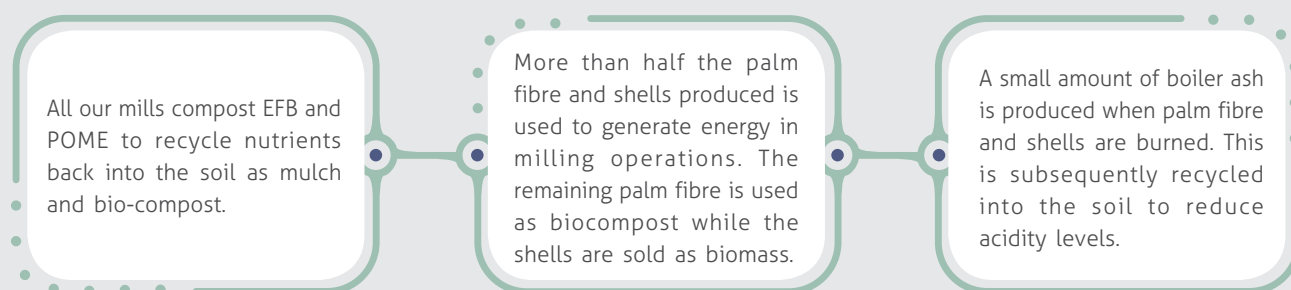 All our mills compost EFB and
POME to recycle nutrients
back into the soil as mulch
and bio-compost.
More than half the palm
fibre and shells produced is
used to generate energy in
milling operations. The
remaining palm fibre is used
as biocompost while the
shells are sold as biomass.
A small amount of boiler ash
is produced when palm fibre
and shells are burned. This
is subsequently recycled
into the soil to reduce
acidity levels.